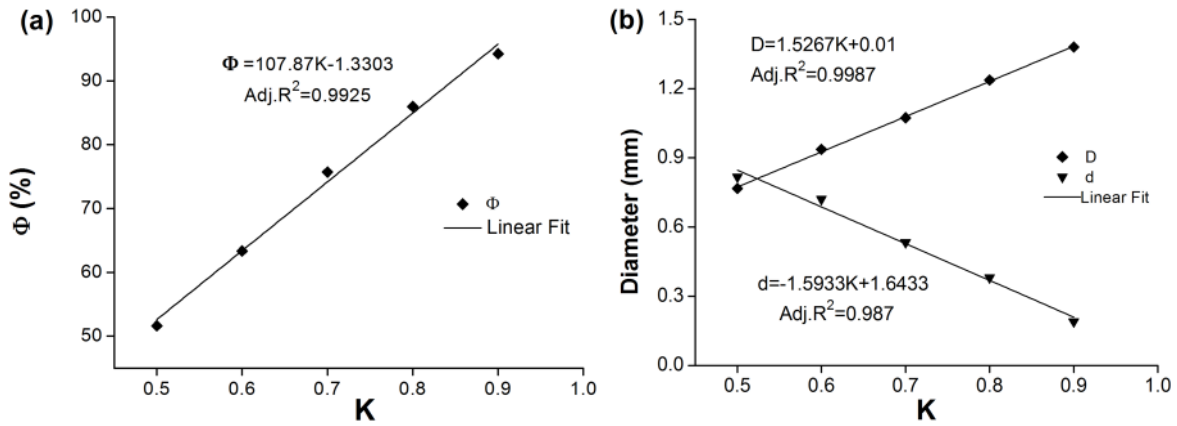 (a)
100
90
80
70
60
50
Φ (%)
Φ =107.87K-1.3303
Adj.R²=0.9925
Φ
Linear Fit
0.5 0.6 0.7 0.8 0.9 1.0
K
(b)
1.5
1.2
0.9
0.6
0.3
0.0
Diameter (mm)
D=1.5267K+0.01
Adj.R²=0.9987
D
d
Linear Fit
d=-1.5933K+1.6433
Adj.R²=0.987
0.5 0.6 0.7 0.8 0.9 1.0
K